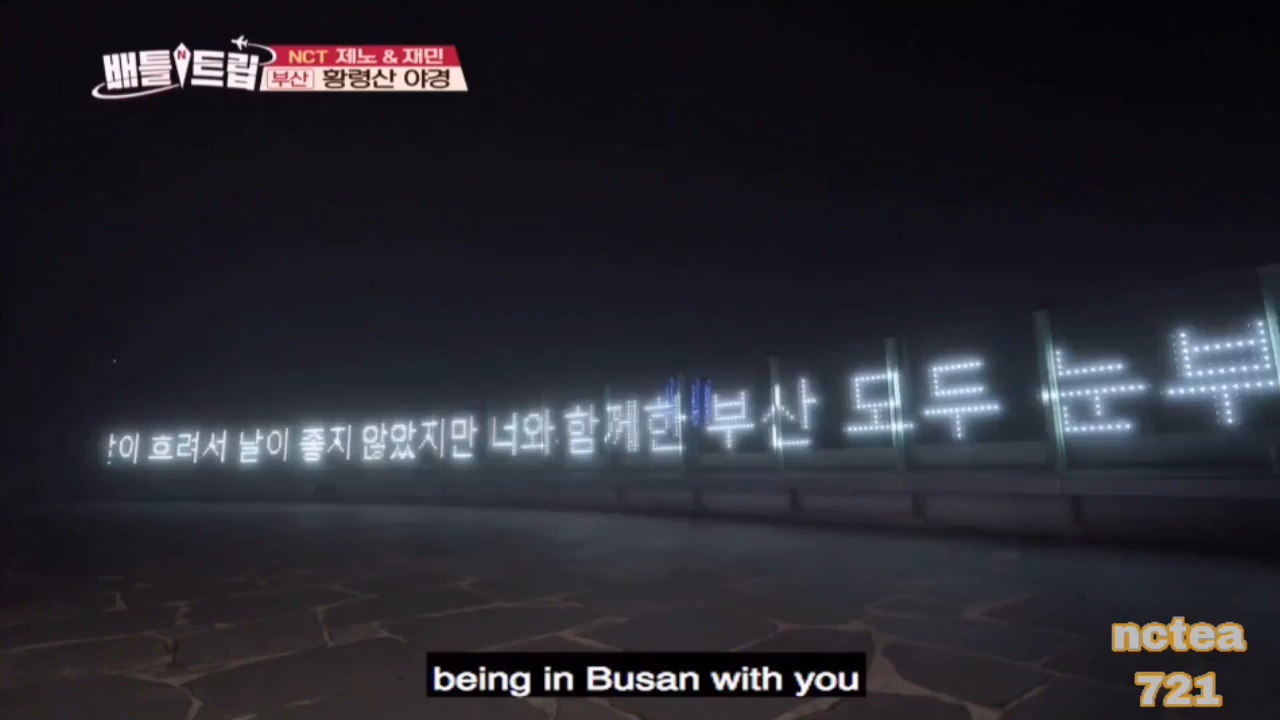 배틀트립
NCT 제노 & 재민
부산 황령산 야경
이 흐려서 날이 좋지 않았지만 너와 함께한 부산 모두 눈부
being in Busan with you
nctea
721